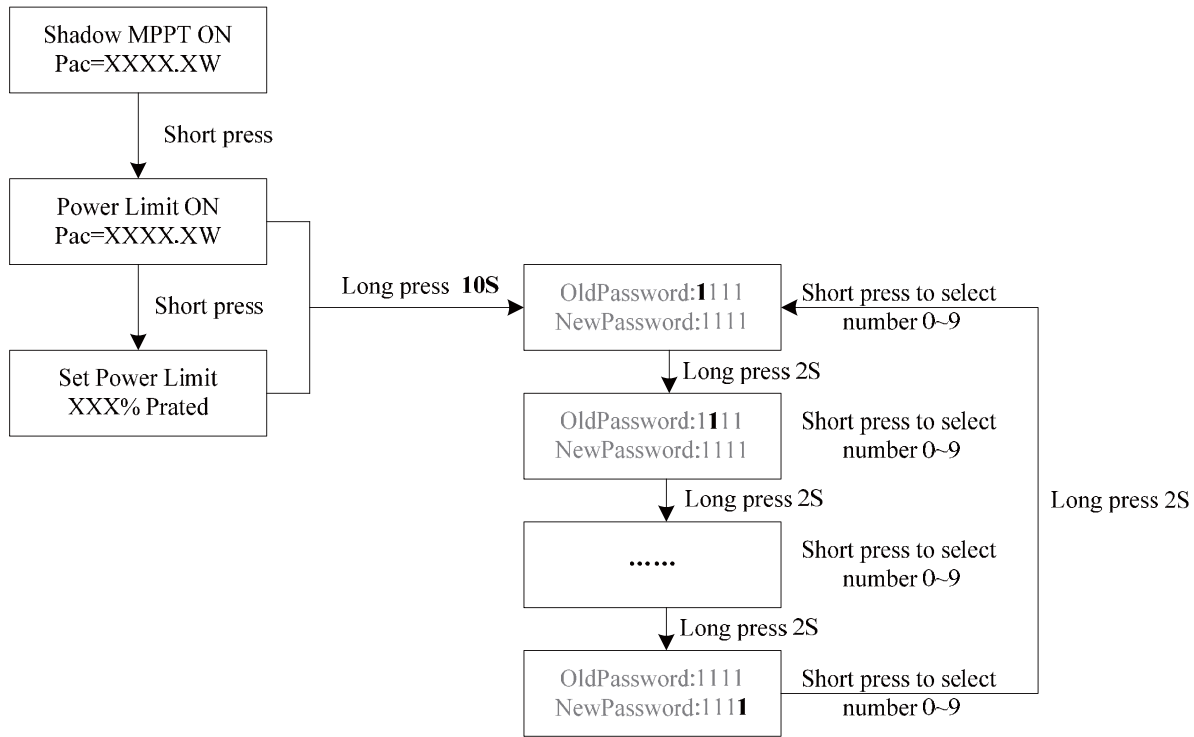 Shadow MPPT ON
Pac=XXXX.XW
Short press
Power Limit ON
Pac=XXXX.XW
Short press
Set Power Limit
XXX% Prated
Long press 10S
OldPassword:1111
NewPassword:1111
Short press to select
number 0~9
Long press 2S
OldPassword:1111
NewPassword:1111
Short press to select
number 0~9
Long press 2S
......
Short press to select
number 0~9
Long press 2S
OldPassword:1111
NewPassword:1111
Short press to select
number 0~9
Long press 2S